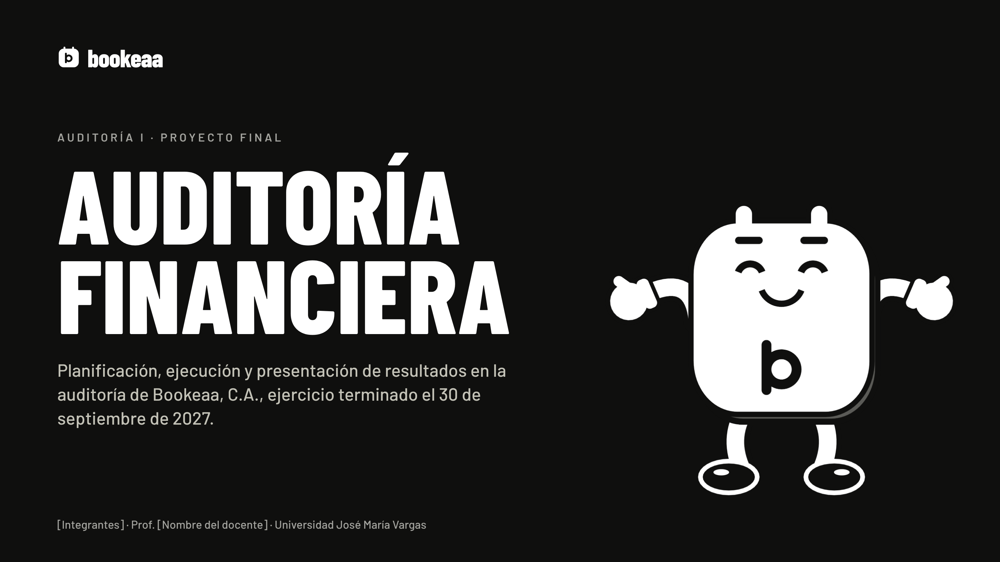 b bookeaa
AUDITORÍA I · PROYECTO FINAL
AUDITORÍA
FINANCIERA
Planificación, ejecución y presentación de resultados en la
auditoría de Bookeaa, C.A., ejercicio terminado el 30 de
septiembre de 2027.
b
[Integrantes] · Prof. [Nombre del docente] · Universidad José María Vargas